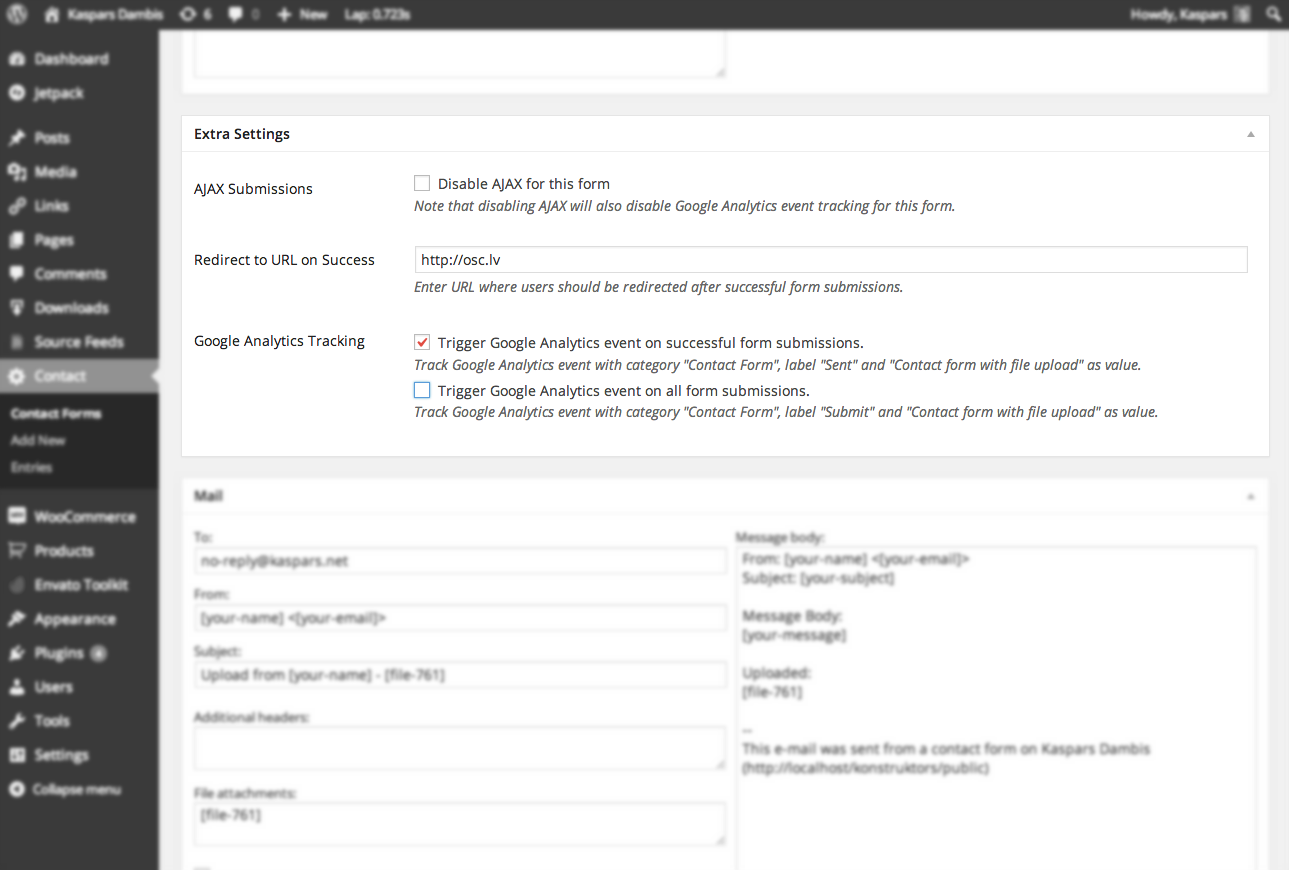 Kaspars Dambis 6 0 New Lap: 0.723s Howdy, Kaspars
Dashboard
Jetpack
Posts
Media
Links
Pages
Comments
Downloads
Source Feeds
Contact
Contact Forms
Add New
Entries
WooCommerce
Products
Envato Toolkit
Appearance
Plugins
Users
Tools
Settings
Collapse menu
Extra Settings
AJAX Submissions
Disable AJAX for this form
Note that disabling AJAX will also disable Google Analytics event tracking for this form.
Redirect to URL on Success
http://osc.lv
Enter URL where users should be redirected after successful form submissions.
Google Analytics Tracking
Trigger Google Analytics event on successful form submissions.
Track Google Analytics event with category "Contact Form", label "Sent" and "Contact form with file upload" as value.
Trigger Google Analytics event on all form submissions.
Track Google Analytics event with category "Contact Form", label "Submit" and "Contact form with file upload" as value.
Mail
To:
no-reply@kaspars.net
From:
[your-name] <[your-email]>
Subject:
Upload from [your-name] - [file-761]
Additional headers:
File attachments:
[file-761]
Message body:
From: [your-name] <[your-email]>
Subject: [your-subject]
Message Body:
[your-message]
Uploaded:
[file-761]
--
This e-mail was sent from a contact form on Kaspars Dambis
(http://localhost/konstruktors/public)